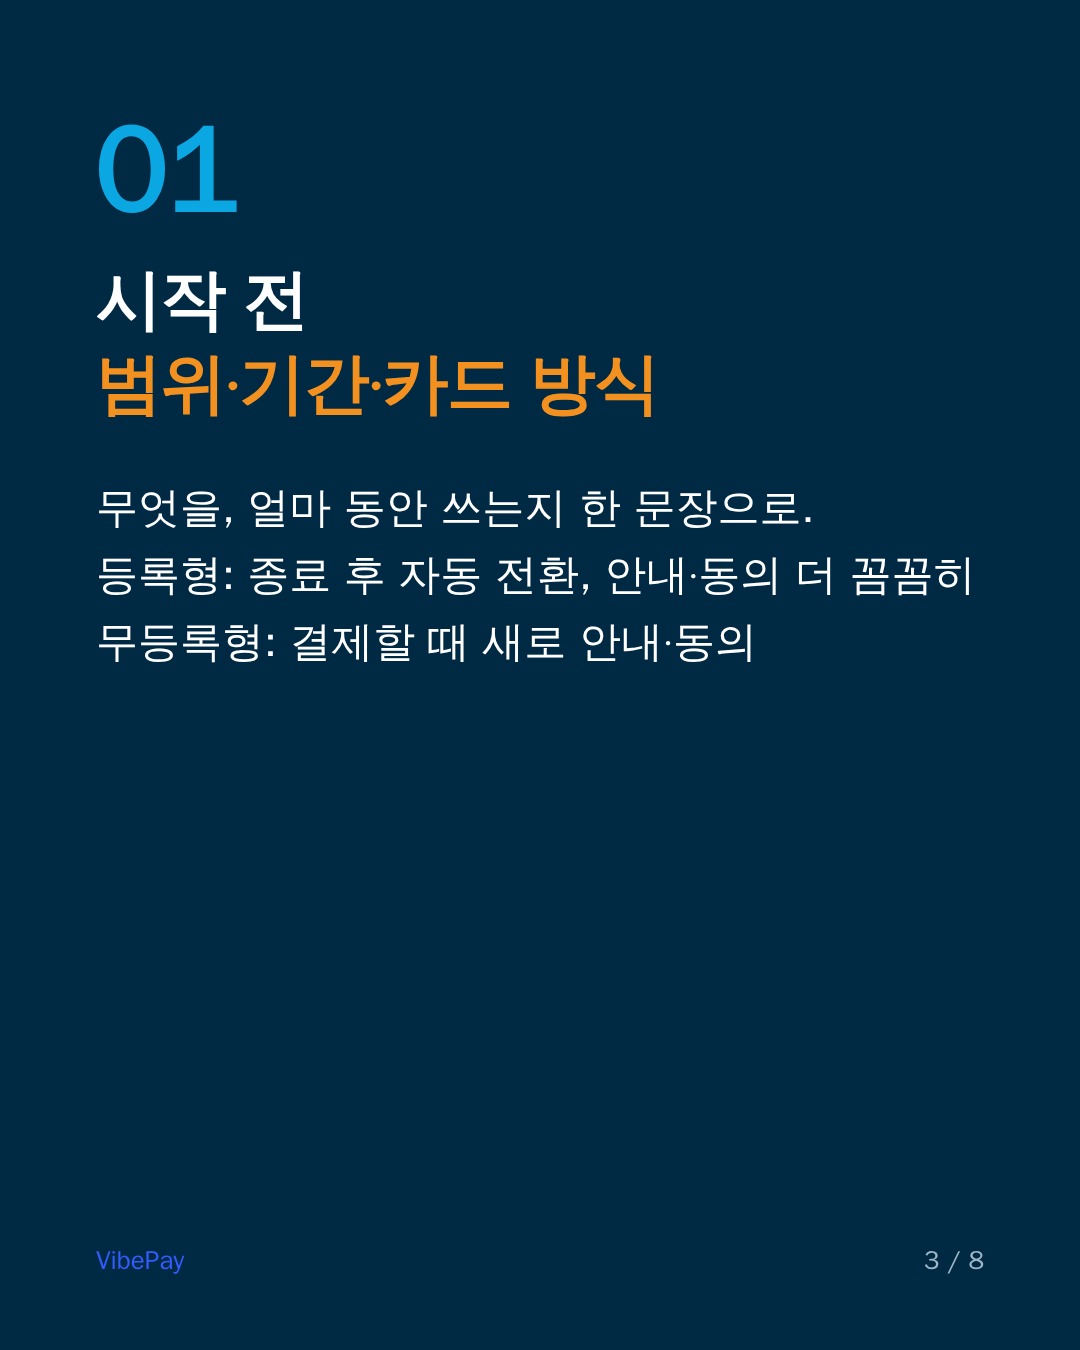 01
시작 전
범위·기간·카드 방식
무엇을, 얼마 동안 쓰는지 한 문장으로.
등록형: 종료 후 자동 전환, 안내·동의 더 꼼꼼히
무등록형: 결제할 때 새로 안내·동의
VibePay
3 / 8